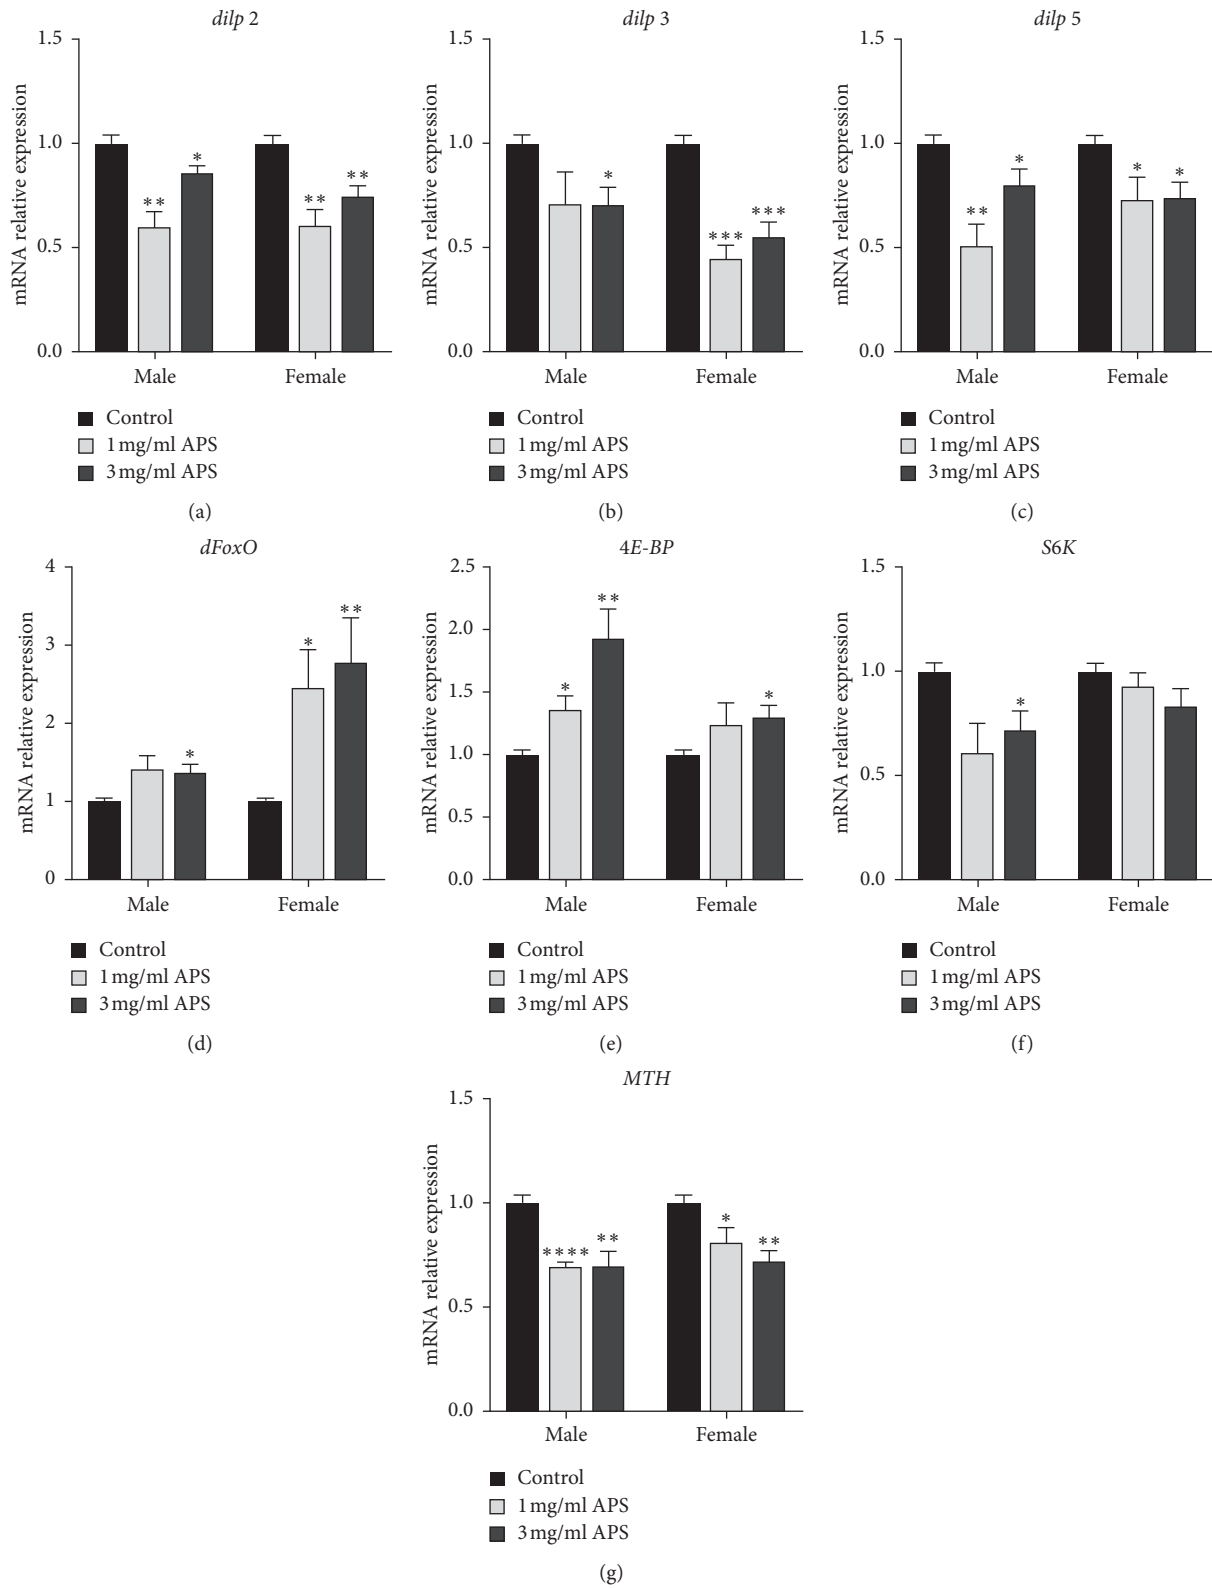 dilp 2
1.5
1.0
0.5
0.0
mRNA relative expression
**
*
**
**
Male
Female
Control
1 mg/ml APS
3 mg/ml APS
(a)
dilp 3
1.5
1.0
0.5
0.0
mRNA relative expression
*
***
***
Male
Female
Control
1 mg/ml APS
3 mg/ml APS
(b)
dilp 5
1.5
1.0
0.5
0.0
mRNA relative expression
**
*
*
*
Male
Female
Control
1 mg/ml APS
3 mg/ml APS
(c)
dFoxO
4
3
2
1
0
mRNA relative expression
*
*
**
Male
Female
Control
1 mg/ml APS
3 mg/ml APS
(d)
4E-BP
2.5
2.0
1.5
1.0
0.5
0.0
mRNA relative expression
*
**
*
Male
Female
Control
1 mg/ml APS
3 mg/ml APS
(e)
S6K
1.5
1.0
0.5
0.0
mRNA relative expression
*
Male
Female
Control
1 mg/ml APS
3 mg/ml APS
(f)
MTH
1.5
1.0
0.5
0.0
mRNA relative expression
****
**
*
**
Male
Female
Control
1 mg/ml APS
3 mg/ml APS
(g)